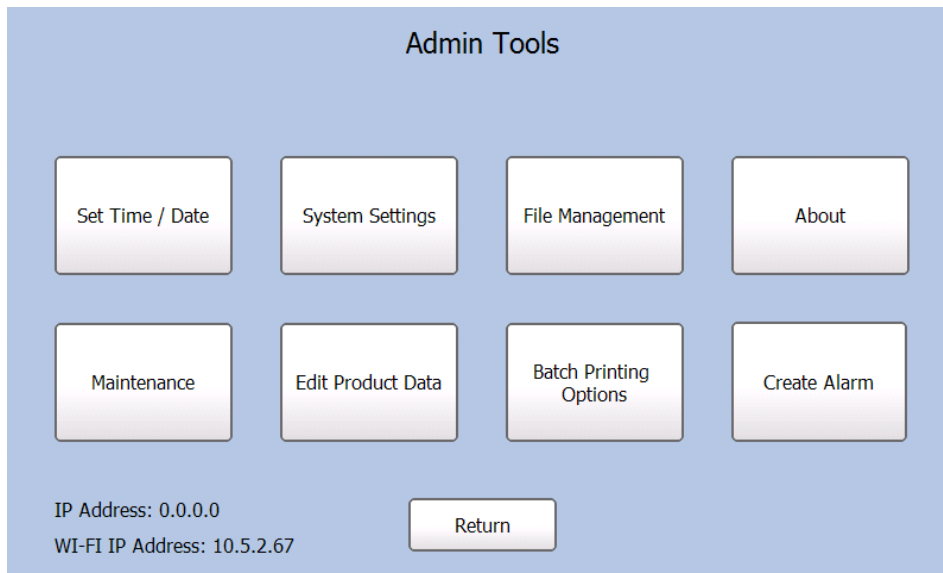 Admin Tools
Set Time / Date
System Settings
File Management
About
Maintenance
Edit Product Data
Batch Printing
Options
Create Alarm
IP Address: 0.0.0.0
WI-FI IP Address: 10.5.2.67
Return